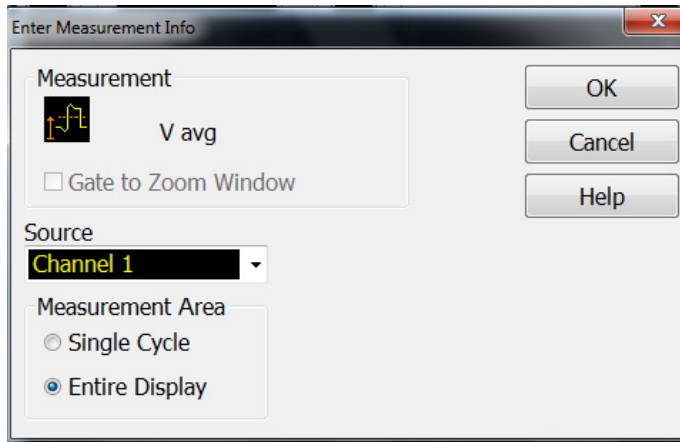 Enter Measurement Info
Measurement
V avg
Gate to Zoom Window
OK
Cancel
Help
Source
Channel 1
Measurement Area
Single Cycle
Entire Display